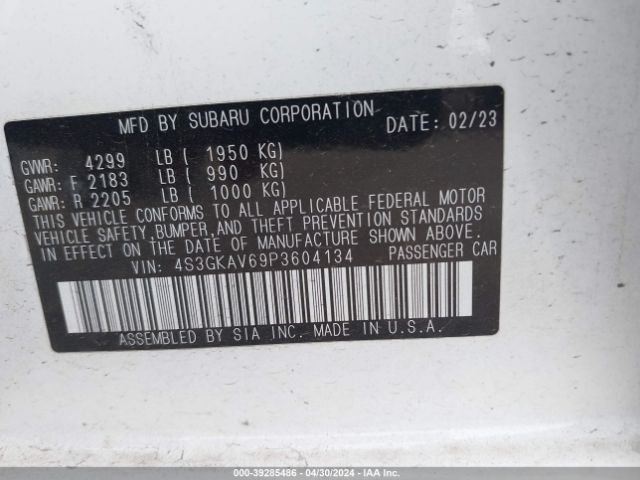 MFD BY SUBARU CORPORATION DATE: 02/23
GVWR: 4299 LB ( 1950 KG)
GAWR: F 2183 LB ( 990 KG)
GAWR: R 2205 LB ( 1000 KG)
THIS VEHICLE CONFORMS TO ALL APPLICABLE FEDERAL MOTOR
VEHICLE SAFETY, BUMPER, AND THEFT PREVENTION STANDARDS
IN EFFECT ON THE DATE OF MANUFACTURE SHOWN ABOVE.
VIN: 4S3GKAV69P3604134 PASSENGER CAR
ASSEMBLED BY SIA INC. MADE IN U.S.A.
000-39285486 - 04/30/2024 - IAA, Inc.